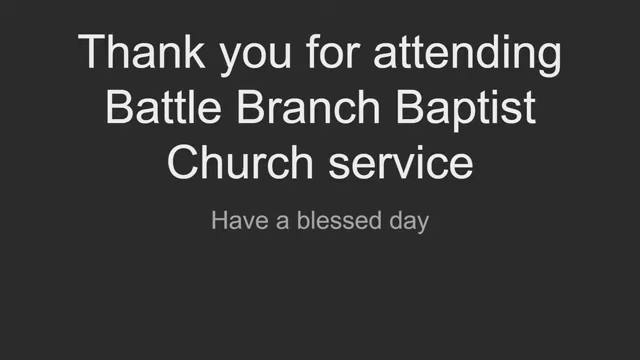 Thank you for attending
Battle Branch Baptist
Church service
Have a blessed day